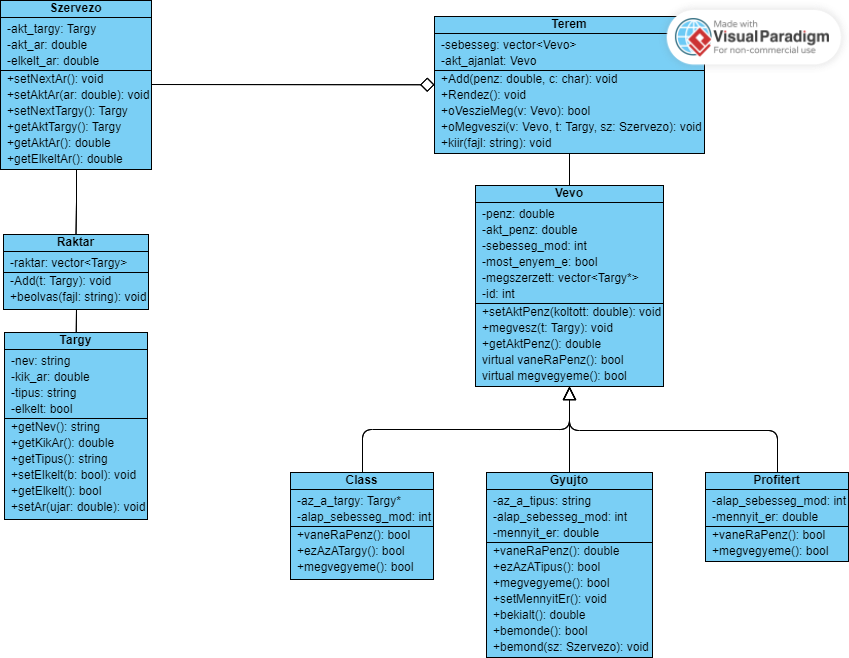 Szervezo
-akt_targy: Targy
-akt_ar: double
-elkelt_ar: double
+setNextAr(): void
+setAktAr(ar: double): void
+setNextTargy(): Targy
+getAktTargy(): Targy
+getAktAr(): double
+getElkeltAr(): double
Terem
-sebesseg: vector<Vevo>
-akt_ajanlat: Vevo
+Add(penz: double, c: char): void
+Rendez(): void
+oVeszieMeg(v: Vevo): bool
+oMegveszi(v: Vevo, t: Targy, sz: Szervezo): void
+kiir(fajl: string): void
Made with
Visual Paradigm
For non-commercial use
Raktar
-raktar: vector<Targy>
-Add(t: Targy): void
+beolvas(fajl: string): void
Vevo
-penz: double
-akt_penz: double
-sebesseg_mod: int
-most_enyem_e: bool
-megszerzett: vector<Targy*>
-id: int
+setAktPenz(koltott: double): void
+megvesz(t: Targy): void
+getAktPenz(): double
virtual vaneRaPenz(): bool
virtual megvegyeme(): bool
Targy
-nev: string
-kik_ar: double
-tipus: string
-elkelt: bool
+getNev(): string
+getKikAr(): double
+getTipus(): string
+setElkelt(b: bool): void
+getElkelt(): bool
+setAr(ujar: double): void
Class
-az_a_targy: Targy*
-alap_sebesseg_mod: int
+vaneRaPenz(): bool
+ezAzATargy(): bool
+megvegyeme(): bool
Gyujto
-az_a_tipus: string
-alap_sebesseg_mod: int
-mennyit_er: double
+vaneRaPenz(): double
+ezAzATipus(): bool
+megvegyeme(): bool
+setMennyitEr(): void
+bekialt(): double
+bemonde(): bool
+bemond(sz: Szervezo): void
Profitert
-alap_sebesseg_mod: int
-mennyit_er: double
+vaneRaPenz(): bool
+megvegyeme(): bool